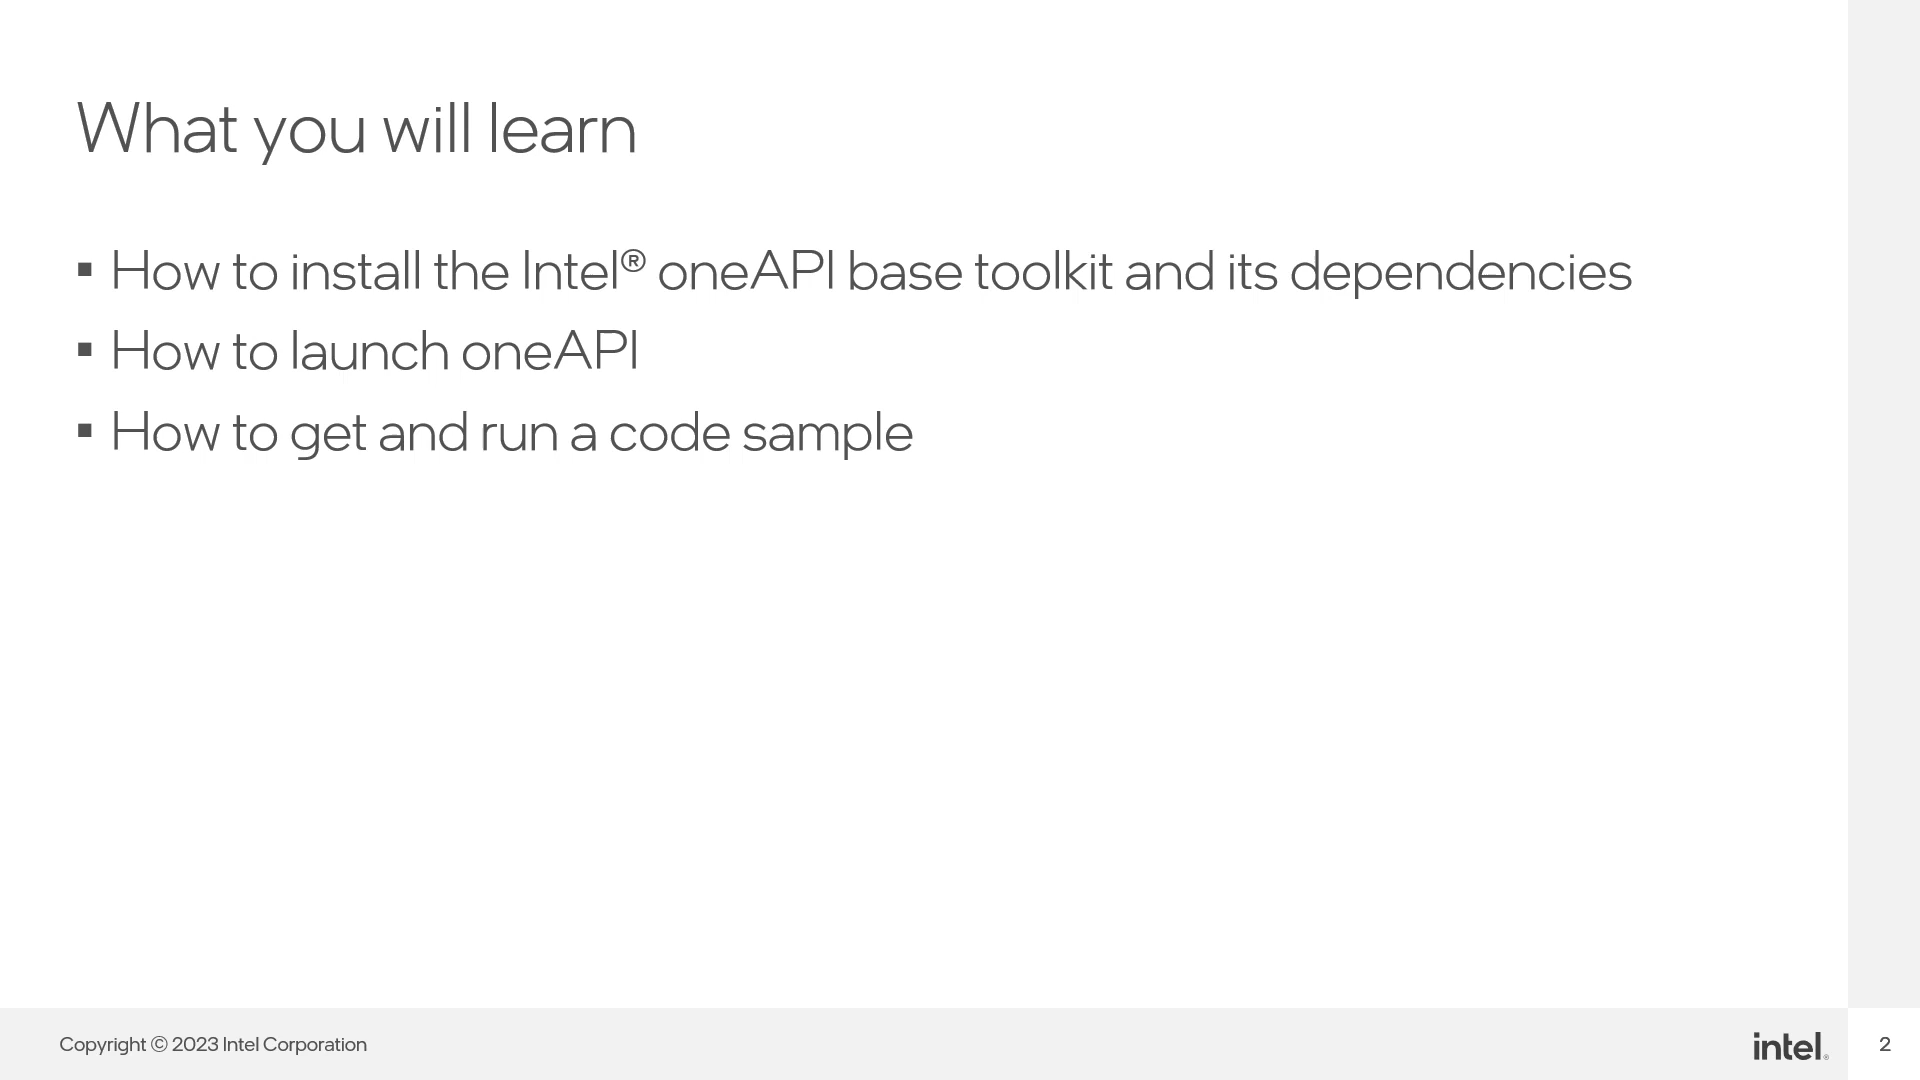 What you will learn
▪ How to install the Intel® oneAPI base toolkit and its dependencies
▪ How to launch oneAPI
▪ How to get and run a code sample
Copyright © 2023 Intel Corporation
intel®
2